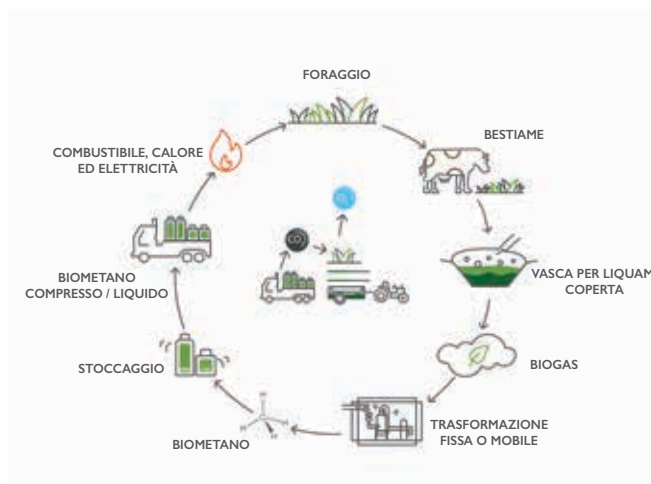 FORAGGIO
BESTIAME
VASCA PER LIQUAM
COPERTA
BIOGAS
TRASFORMAZIONE
FISSA O MOBILE
BIOMETANO
STOCCAGGIO
BIOMETANO
COMPRESSO / LIQUIDO
COMBUSTIBILE, CALORE
ED ELETTRICITÀ
CO₂
H
C
H
H
H